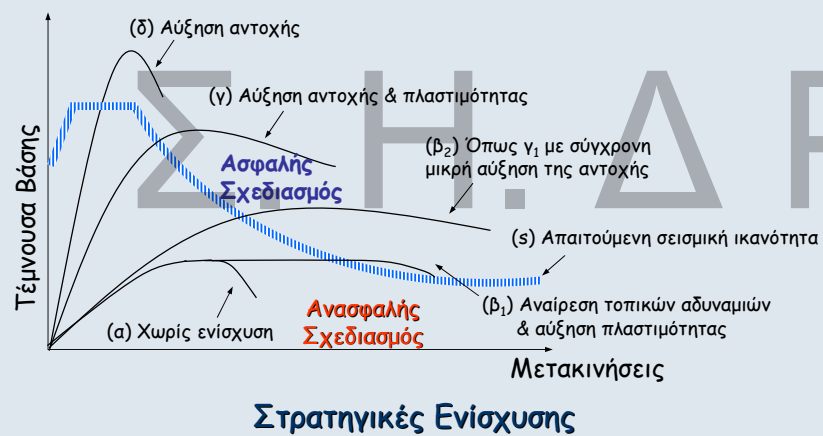 (δ) Αύξηση αντοχής
Σ.Η.Δ
(γ) Αύξηση αντοχής & πλαστιμότητας
(β₂) Όπως γ₁ με σύγχρονη
μικρή αύξηση της αντοχής
Ασφαλής
Σχεδιασμός
Τέμνουσα Βάσης
(s) Απαιτούμενη σεισμική ικανότητα
(β₁) Αναίρεση τοπικών αδυναμιών
& αύξηση πλαστιμότητας
Ανασφαλής
Σχεδιασμός
(α) Χωρίς ενίσχυση
Μετακινήσεις
Στρατηγικές Ενίσχυσης